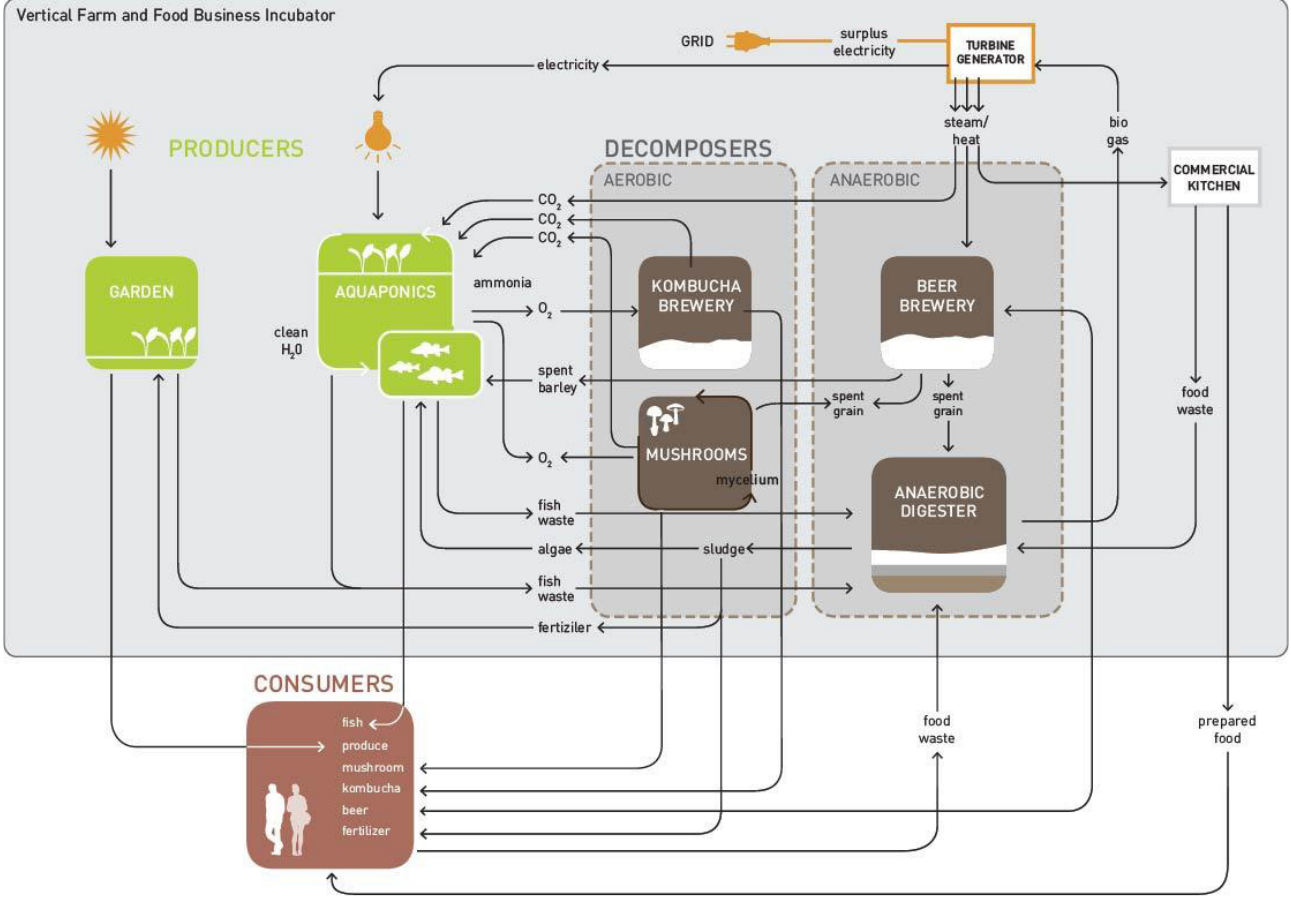 Vertical Farm and Food Business Incubator
GRID
surplus
electricity
TURBINE
GENERATOR
electricity
PRODUCERS
steam/
heat
bio
gas
DECOMPOSERS
AEROBIC
ANAEROBIC
COMMERCIAL
KITCHEN
CO₂
CO₂
CO₂
GARDEN
AQUAPONICS
ammonia
O₂
KOMBUCHA
BREWERY
BEER
BREWERY
clean
H₂0
spent
barley
spent
grain
spent
grain
food
waste
MUSHROOMS
mycelium
O₂
ANAEROBIC
DIGESTER
fish
waste
algae
sludge
fish
waste
fertiziler
CONSUMERS
fish
produce
mushroom
kombucha
beer
fertilizer
food
waste
prepared
food